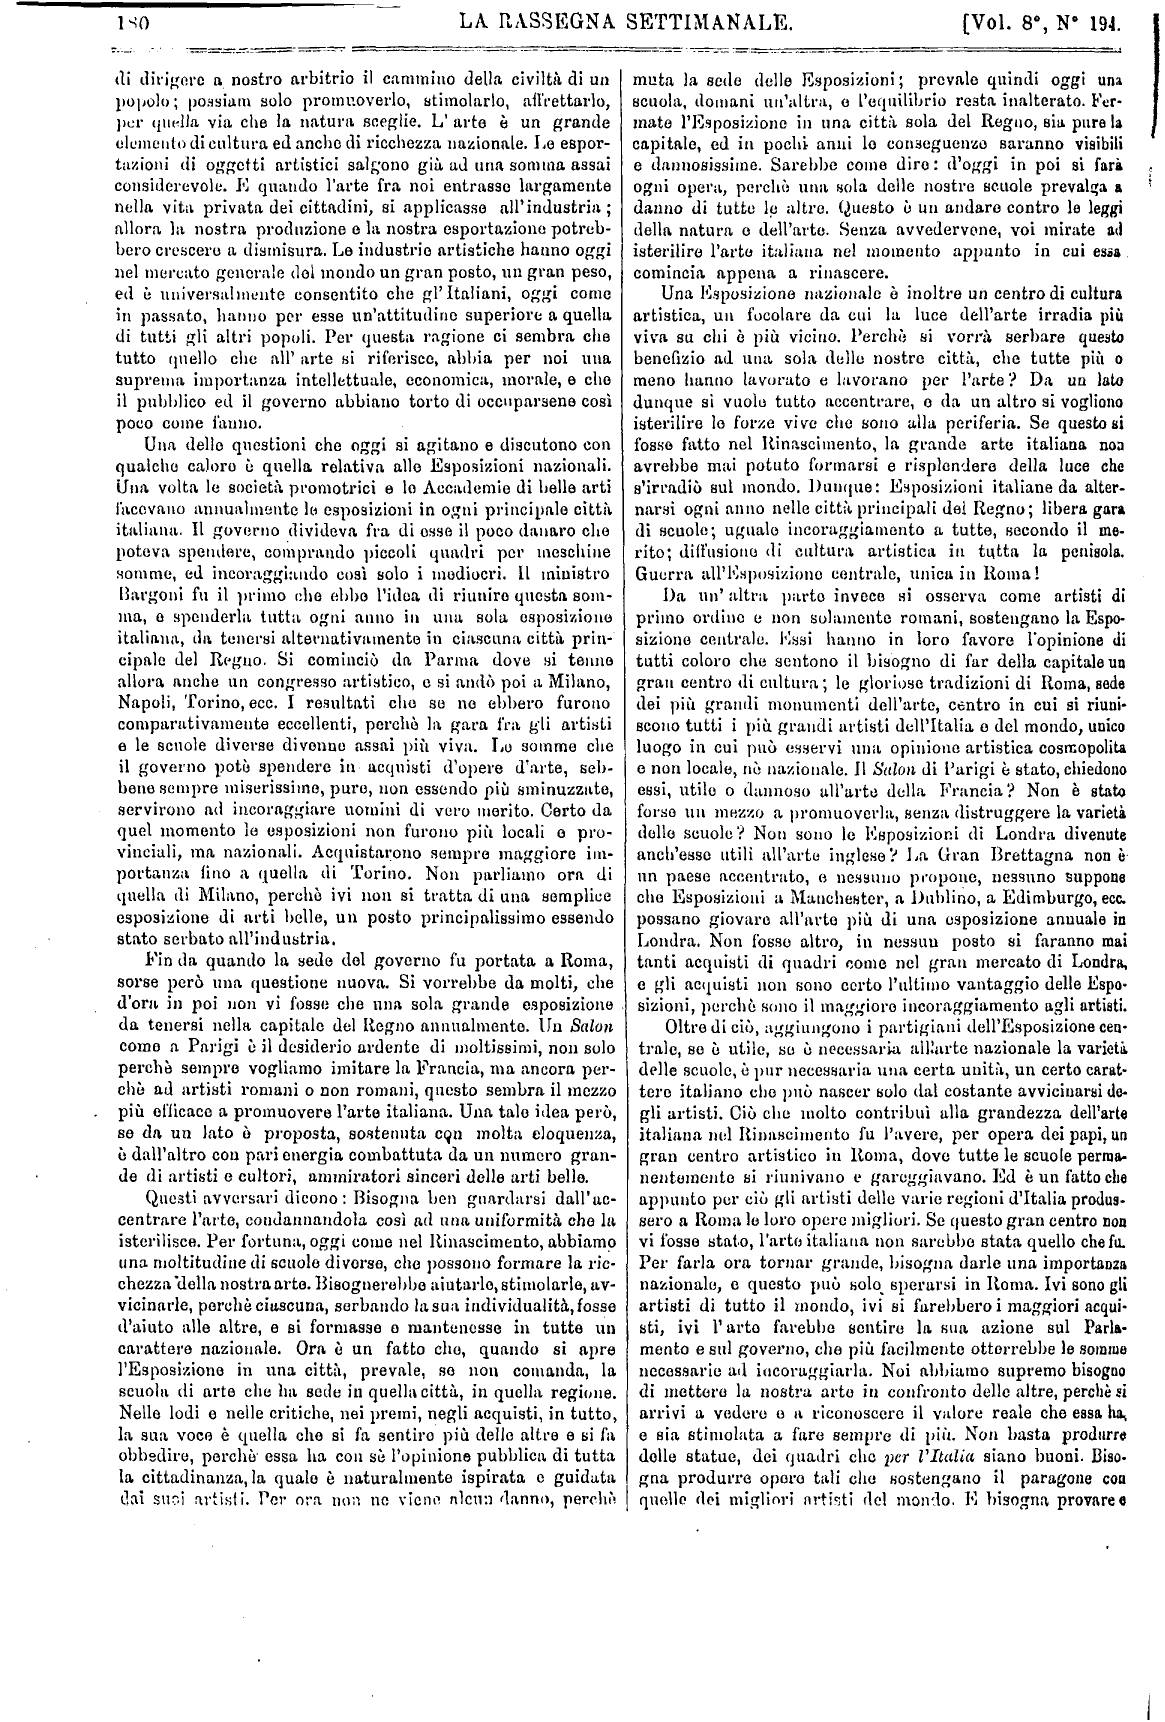 180 LA RASSEGNA SETTIMANALE. [Vol. 8°, N° 194.
di dirigere a nostro arbitrio il cammino della civiltà di un
popolo; possiam solo promuoverlo, stimolarlo, affrettarlo,
per quella via che la natura sceglie. L'arte è un grande
elemento di cultura ed anche di ricchezza nazionale. Le espor-
tazioni di oggetti artistici salgono già ad una somma assai
considerevole. E quando l'arte fra noi entrasse largamente
nella vita privata dei cittadini, si applicasse all'industria;
allora la nostra produzione e la nostra esportazione potreb-
bero crescere a dismisura. Le industrie artistiche hanno oggi
nel mercato generale del mondo un gran posto, un gran peso,
ed è universalmente consentito che gl'Italiani, oggi come
in passato, hanno per esse un'attitudine superiore a quella
di tutti gli altri popoli. Per questa ragione ci sembra che
tutto quello che all'arte si riferisce, abbia per noi una
suprema importanza intellettuale, economica, morale, e che
il pubblico ed il governo abbiano torto di occuparsene così
poco come fanno.
Una delle questioni che oggi si agitano e discutono con
qualche calore è quella relativa alle Esposizioni nazionali.
Una volta le società promotrici e le Accademie di belle arti
facevano annualmente le esposizioni in ogni principale città
italiana. Il governo divideva fra di esse il poco danaro che
poteva spendere, comprando piccoli quadri per meschine
somme, ed incoraggiando così solo i mediocri. Il ministro
Bargoni fu il primo che ebbe l'idea di riunire questa som-
ma, e spenderla tutta ogni anno in una sola esposizione
italiana, da tenersi alternativamente in ciascuna città prin-
cipale del Regno. Si cominciò da Parma dove si tenne
allora anche un congresso artistico, e si andò poi a Milano,
Napoli, Torino, ecc. I resultati che se ne ebbero furono
comparativamente eccellenti, perchè la gara fra gli artisti
e le scuole diverse divenne assai più viva. Le somme che
il governo potè spendere in acquisti d'opere d'arte, seb-
bene sempre miserissime, pure, non essendo più sminuzzate,
servirono ad incoraggiare uomini di vero merito. Certo da
quel momento le esposizioni non furono più locali e pro-
vinciali, ma nazionali. Acquistarono sempre maggiore im-
portanza fino a quella di Torino. Non parliamo ora di
quella di Milano, perchè ivi non si tratta di una semplice
esposizione di arti belle, un posto principalissimo essendo
stato serbato all'industria.
Fin da quando la sede del governo fu portata a Roma,
sorse però una questione nuova. Si vorrebbe da molti, che
d'ora in poi non vi fosse che una sola grande esposizione
da tenersi nella capitale del Regno annualmente. Un Salon
come a Parigi è il desiderio ardente di moltissimi, non solo
perchè sempre vogliamo imitare la Francia, ma ancora per-
chè ad artisti romani o non romani, questo sembra il mezzo
più efficace a promuovere l'arte italiana. Una tale idea però,
se da un lato è proposta, sostenuta con molta eloquenza,
è dall'altro con pari energia combattuta da un numero gran-
de di artisti e cultori, ammiratori sinceri delle arti belle.
Questi avversari dicono: Bisogna ben guardarsi dall'ac-
centrare l'arte, condannandola così ad una uniformità che la
isterilisce. Per fortuna, oggi come nel Rinascimento, abbiamo
una moltitudine di scuole diverse, che possono formare la ric-
chezza della nostra arte. Bisognerebbe aiutarle, stimolarle, av-
vicinarle, perchè ciascuna, serbando la sua individualità, fosse
d'aiuto alle altre, e si formasse e mantenesse in tutte un
carattere nazionale. Ora è un fatto che, quando si apre
l'Esposizione in una città, prevale, se non comanda, la
scuola di arte che ha sede in quella città, in quella regione.
Nelle lodi e nelle critiche, nei premi, negli acquisti, in tutto,
la sua voce è quella che si fa sentire più delle altre e si fa
obbedire, perchè essa ha con sè l'opinione pubblica di tutta
la cittadinanza, la quale è naturalmente ispirata e guidata
dai suoi artisti. Per ora non ne viene alcun danno, perchè
muta la sede delle Esposizioni; prevale quindi oggi una
scuola, domani un'altra, e l'equilibrio resta inalterato. Fer-
mate l'Esposizione in una città sola del Regno, sia pure la
capitale, ed in pochi anni le conseguenze saranno visibili
e dannosissime. Sarebbe come dire: d'oggi in poi si farà
ogni opera, perchè una sola delle nostre scuole prevalga a
danno di tutte le altre. Questo è un andare contro le leggi
della natura e dell'arte. Senza avvedervene, voi mirate ad
isterilire l'arte italiana nel momento appunto in cui essa
comincia appena a rinascere.
Una Esposizione nazionale è inoltre un centro di cultura
artistica, un focolare da cui la luce dell'arte irradia più
viva su chi è più vicino. Perchè si vorrà serbare questo
benefizio ad una sola delle nostre città, che tutte più o
meno hanno lavorato e lavorano per l'arte? Da un lato
dunque si vuole tutto accentrare, e da un altro si vogliono
isterilire le forze vive che sono alla periferia. Se questo si
fosse fatto nel Rinascimento, la grande arte italiana non
avrebbe mai potuto formarsi e risplendere della luce che
s'irradiò sul mondo. Dunque: Esposizioni italiane da alter-
narsi ogni anno nelle città principali del Regno; libera gara
di scuole; uguale incoraggiamento a tutte, secondo il me-
rito; diffusione di cultura artistica in tutta la penisola.
Guerra all'Esposizione centrale, unica in Roma!
Da un'altra parte invece si osserva come artisti di
primo ordine e non solamente romani, sostengano la Espo-
sizione centrale. Essi hanno in loro favore l'opinione di
tutti coloro che sentono il bisogno di far della capitale un
gran centro di cultura; le gloriose tradizioni di Roma, sede
dei più grandi monumenti dell'arte, centro in cui si riuni-
scono tutti i più grandi artisti dell'Italia e del mondo, unico
luogo in cui può esservi una opinione artistica cosmopolita
e non locale, nè nazionale. Il Salon di Parigi è stato, chiedono
essi, utile o dannoso all'arte della Francia? Non è stato
forse un mezzo a promuoverla, senza distruggere la varietà
delle scuole? Non sono le Esposizioni di Londra divenute
anch'esse utili all'arte inglese? La Gran Brettagna non è
un paese accentrato, e nessuno propone, nessuno suppone
che Esposizioni a Manchester, a Dublino, a Edimburgo, ecc.
possano giovare all'arte più di una esposizione annuale in
Londra. Non fosse altro, in nessun posto si faranno mai
tanti acquisti di quadri come nel gran mercato di Londra,
e gli acquisti non sono certo l'ultimo vantaggio delle Espo-
sizioni, perchè sono il maggiore incoraggiamento agli artisti.
Oltre di ciò, aggiungono i partigiani dell'Esposizione cen-
trale, se è utile, se è necessaria all'arte nazionale la varietà
delle scuole, è pur necessaria una certa unità, un certo carat-
tere italiano che può nascer solo dal costante avvicinarsi de-
gli artisti. Ciò che molto contribuì alla grandezza dell'arte
italiana nel Rinascimento fu l'avere, per opera dei papi, un
gran centro artistico in Roma, dove tutte le scuole perma-
nentemente si riunivano e gareggiavano. Ed è un fatto che
appunto per ciò gli artisti delle varie regioni d'Italia produs-
sero a Roma le loro opere migliori. Se questo gran centro non
vi fosse stato, l'arte italiana non sarebbe stata quello che fu.
Per farla ora tornar grande, bisogna darle una importanza
nazionale, e questo può solo sperarsi in Roma. Ivi sono gli
artisti di tutto il mondo, ivi si farebbero i maggiori acqui-
sti, ivi l'arte farebbe sentire la sua azione sul Parla-
mento e sul governo, che più facilmente otterrebbe le somme
necessarie ad incoraggiarla. Noi abbiamo supremo bisogno
di mettere la nostra arte in confronto delle altre, perchè si
arrivi a vedere e a riconoscere il valore reale che essa ha,
e sia stimolata a fare sempre di più. Non basta produrre
delle statue, dei quadri che per l'Italia siano buoni. Biso-
gna produrre opere tali che sostengano il paragone con
quelle dei migliori artisti del mondo. E bisogna provare e